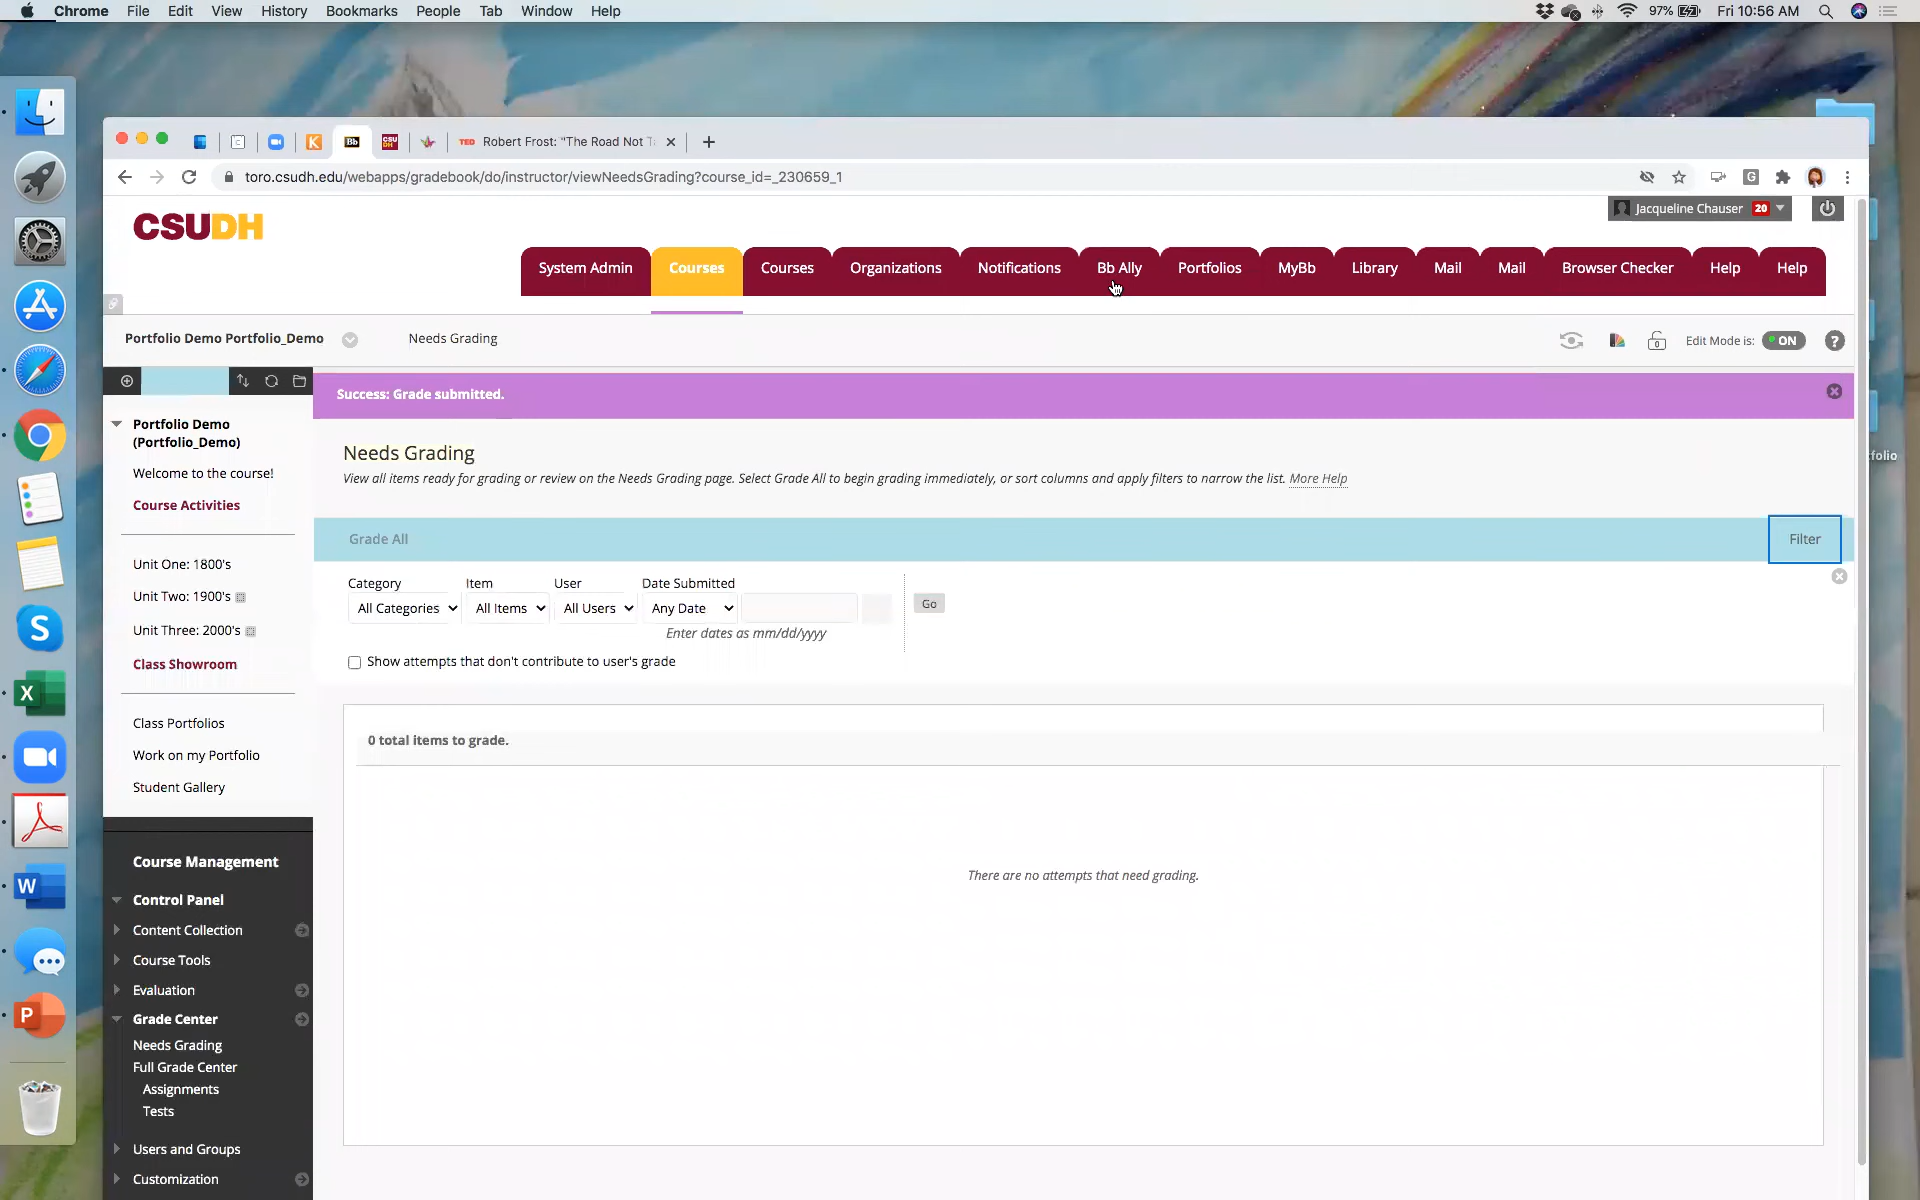 Chrome File Edit View History Bookmarks People Tab Window Help 97% Fri 10:56 AM
Bb CSU DH TED Robert Frost: "The Road Not T
toro.csudh.edu/webapps/gradebook/do/instructor/viewNeedsGrading?course_id=_230659_1
CSUDH
Jacqueline Chauser 20
System Admin Courses Courses Organizations Notifications Bb Ally Portfolios MyBb Library Mail Mail Browser Checker Help Help
Portfolio Demo Portfolio_Demo Needs Grading Edit Mode is: ON ?
Success: Grade submitted.
Portfolio Demo
(Portfolio_Demo)
Welcome to the course!
Course Activities
Unit One: 1800's
Unit Two: 1900's
Unit Three: 2000's
Class Showroom
Class Portfolios
Work on my Portfolio
Student Gallery
Course Management
Control Panel
Content Collection
Course Tools
Evaluation
Grade Center
Needs Grading
Full Grade Center
Assignments
Tests
Users and Groups
Customization
Needs Grading
View all items ready for grading or review on the Needs Grading page. Select Grade All to begin grading immediately, or sort columns and apply filters to narrow the list. More Help
Grade All Filter
Category Item User Date Submitted
All Categories All Items All Users Any Date Go
Enter dates as mm/dd/yyyy
Show attempts that don't contribute to user's grade
0 total items to grade.
There are no attempts that need grading.
folio
S
X
W
P